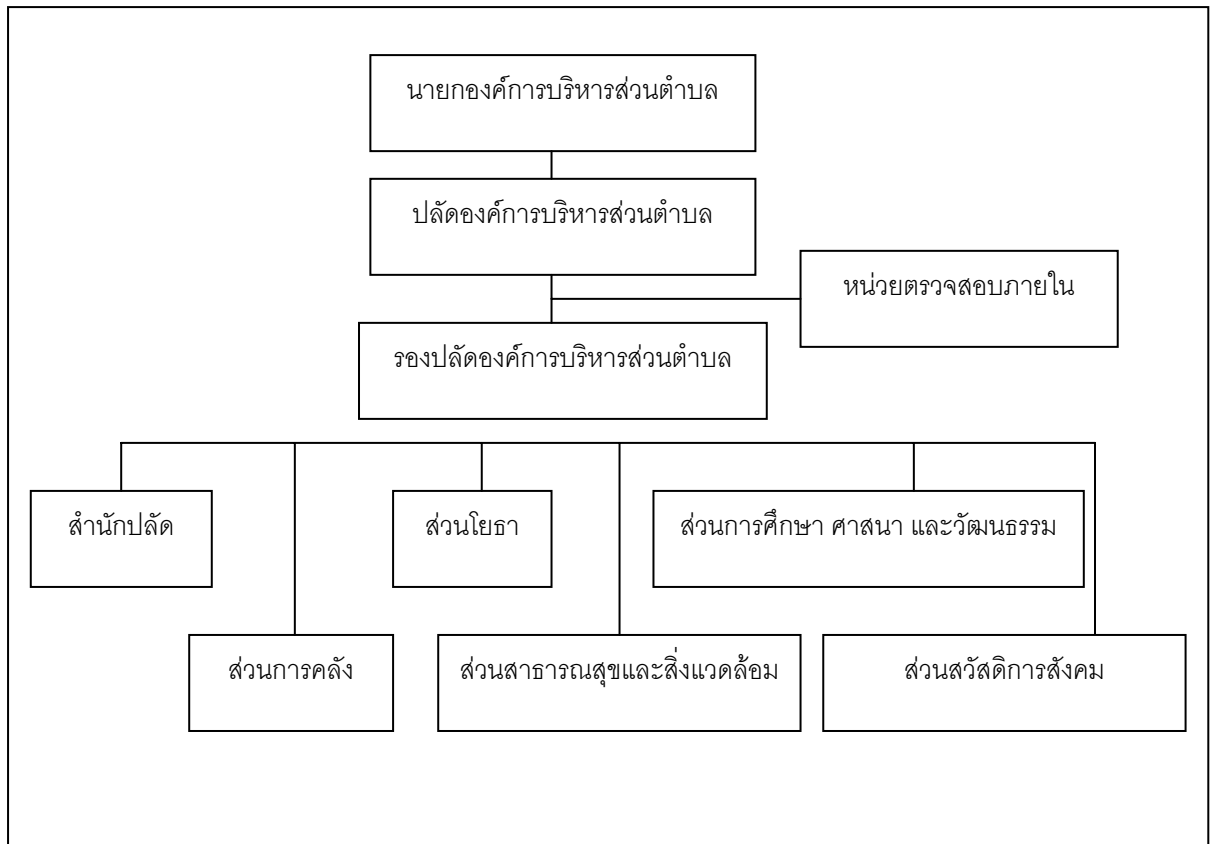 นายกองค์การบริหารส่วนตำบล
ปลัดองค์การบริหารส่วนตำบล
หน่วยตรวจสอบภายใน
รองปลัดองค์การบริหารส่วนตำบล
สำนักปลัด
ส่วนโยธา
ส่วนการศึกษา ศาสนา และวัฒนธรรม
ส่วนการคลัง
ส่วนสาธารณสุขและสิ่งแวดล้อม
ส่วนสวัสดิการสังคม